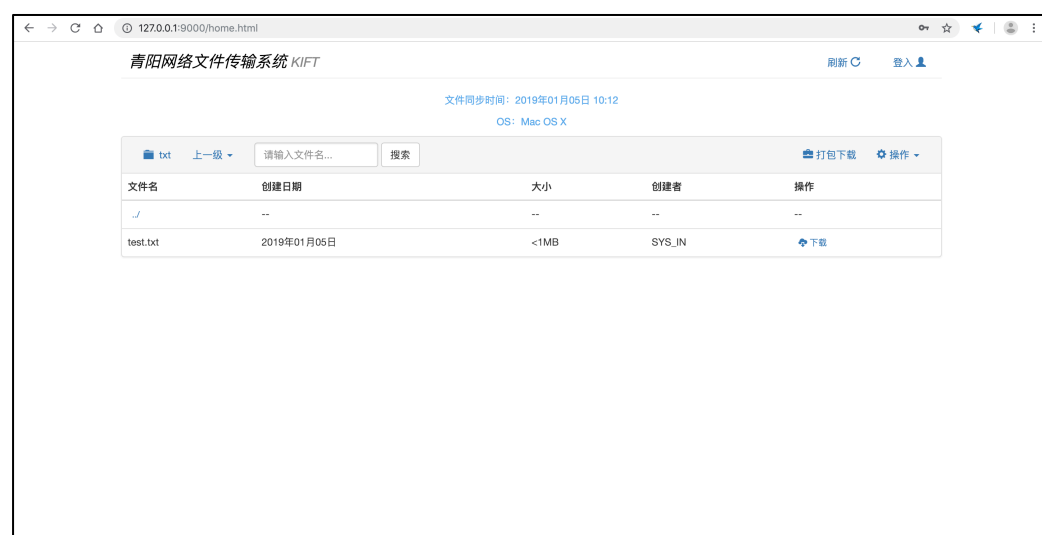 127.0.0.1:9000/home.html
青阳网络文件传输系统 KIFT 刷新 登入
文件同步时间：2019年01月05日 10:12
OS：Mac OS X
txt 上一级 请输入文件名... 搜索 打包下载 操作
文件名 创建日期 大小 创建者 操作
../ -- -- -- --
test.txt 2019年01月05日 <1MB SYS_IN 下载